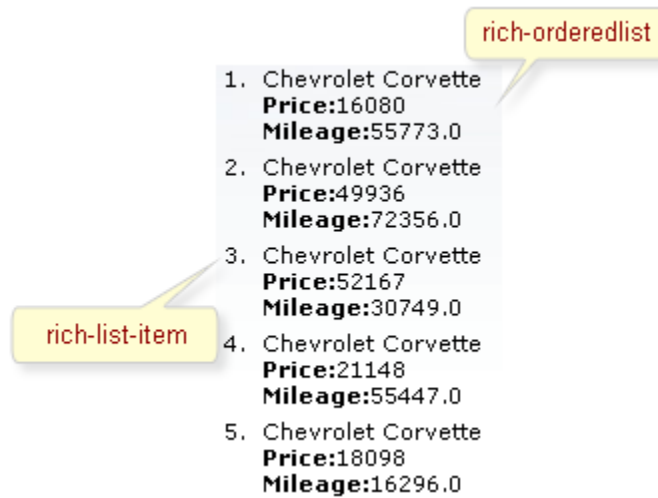 rich-orderedlist
1. Chevrolet Corvette
Price:16080
Mileage:55773.0
2. Chevrolet Corvette
Price:49936
Mileage:72356.0
3. Chevrolet Corvette
Price:52167
Mileage:30749.0
rich-list-item
4. Chevrolet Corvette
Price:21148
Mileage:55447.0
5. Chevrolet Corvette
Price:18098
Mileage:16296.0